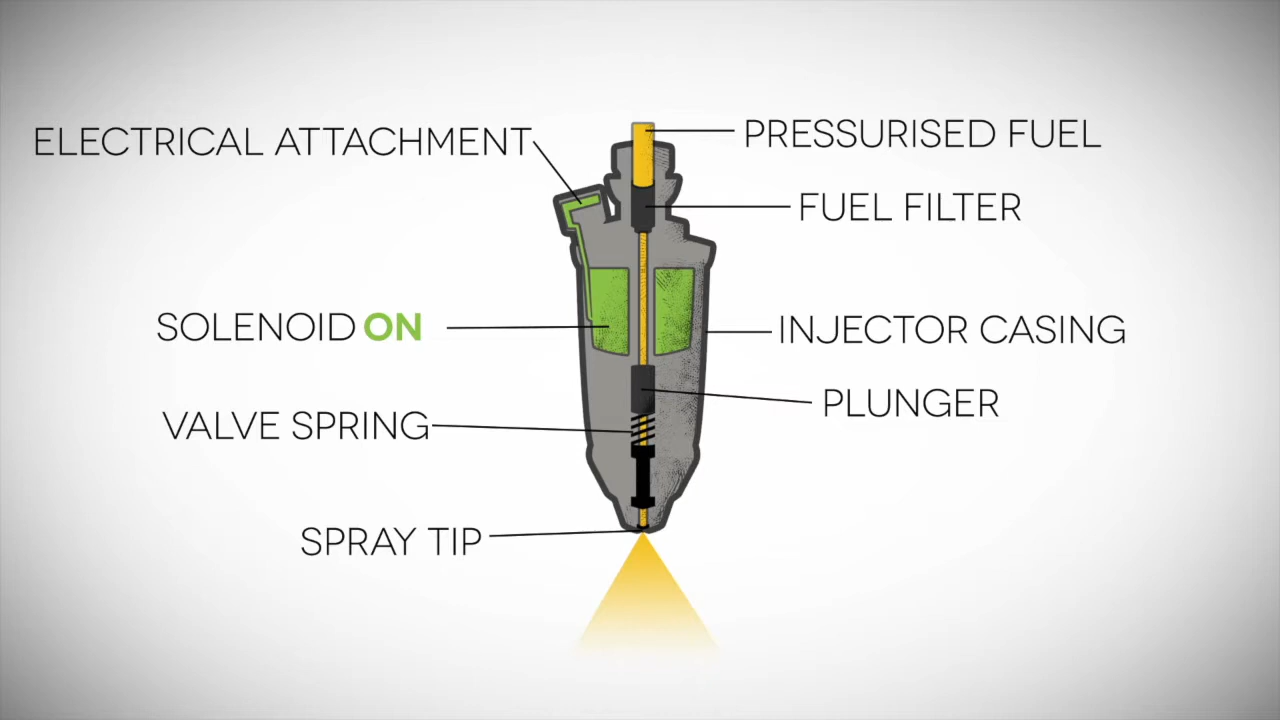 ELECTRICAL ATTACHMENT
PRESSURISED FUEL
FUEL FILTER
SOLENOID ON
INJECTOR CASING
PLUNGER
VALVE SPRING
SPRAY TIP